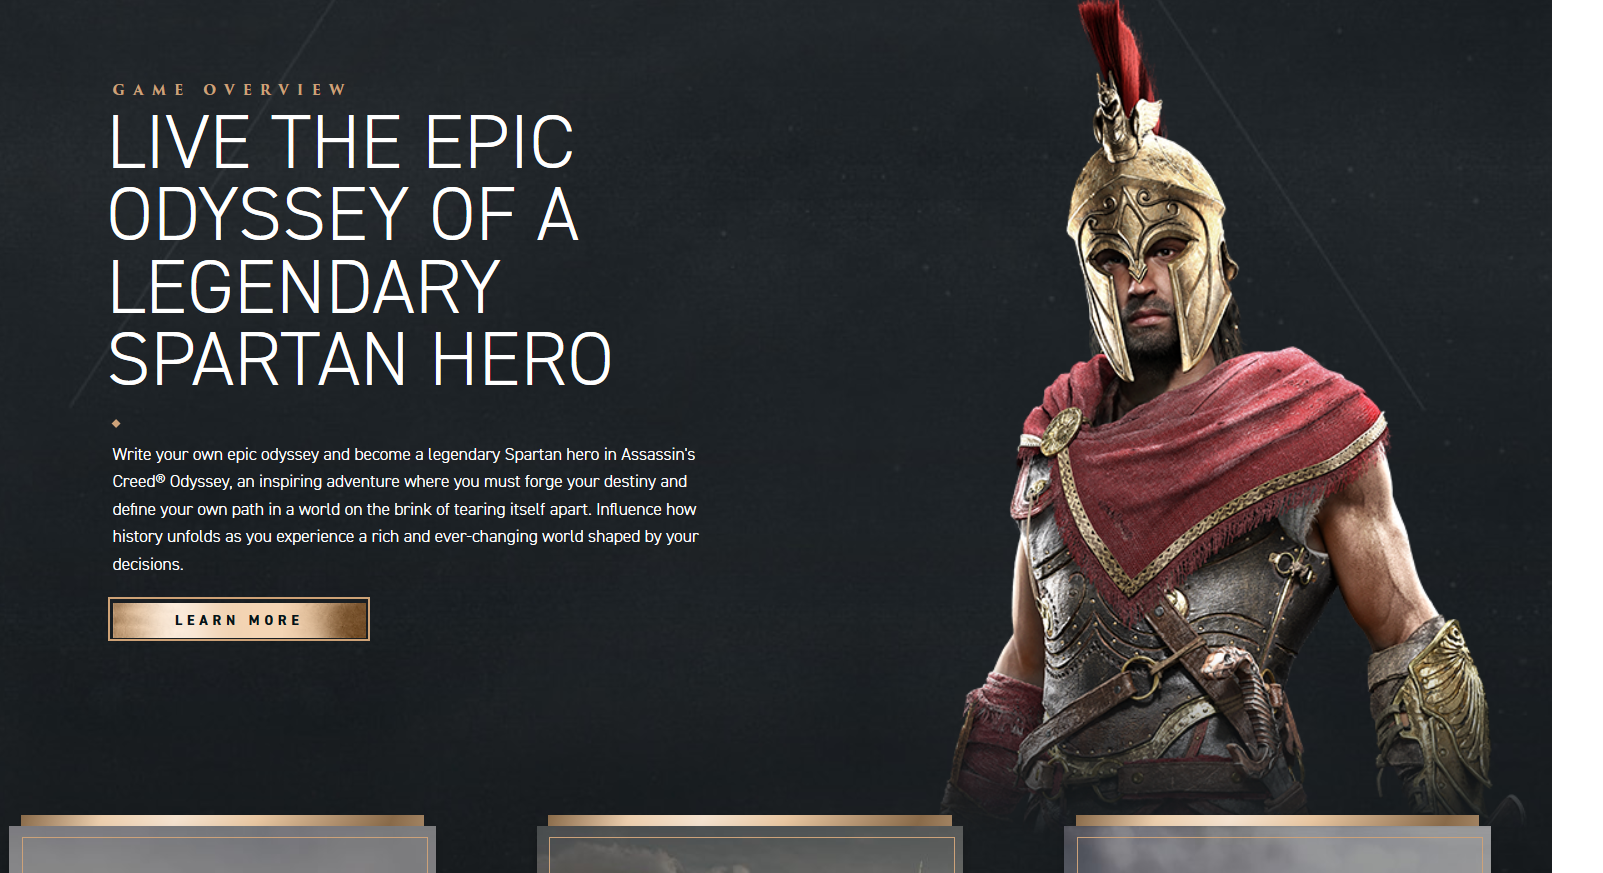 GAME OVERVIEW
LIVE THE EPIC
ODYSSEY OF A
LEGENDARY
SPARTAN HERO
Write your own epic odyssey and become a legendary Spartan hero in Assassin's
Creed® Odyssey, an inspiring adventure where you must forge your destiny and
define your own path in a world on the brink of tearing itself apart. Influence how
history unfolds as you experience a rich and ever-changing world shaped by your
decisions.
LEARN MORE